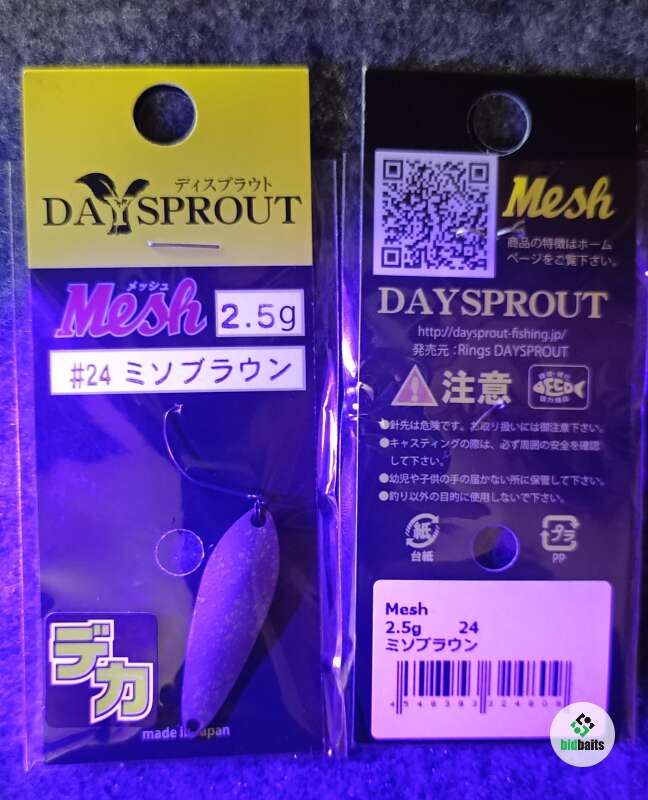 ディスプラウト
DAYSPROUT
メッシュ
Mesh 2.5g
#24 ミソブラウン
デカ
made in Japan
Mesh
商品の特徴はホーム
ページをご覧下さい。
DAYSPROUT
http://daysprout-fishing.jp/
発売元：Rings DAYSPROUT
注意
●針先は危険です。お取り扱いには御注意下さい。
●キャスティングの際は、必ず周囲の安全を確認
して下さい。
●幼児や子供の手の届かない所に保管して下さい。
●釣り以外の目的に使用しないで下さい。
紙
台紙
プラ
PP
Mesh
2.5g 24
ミソブラウン
bidbaits